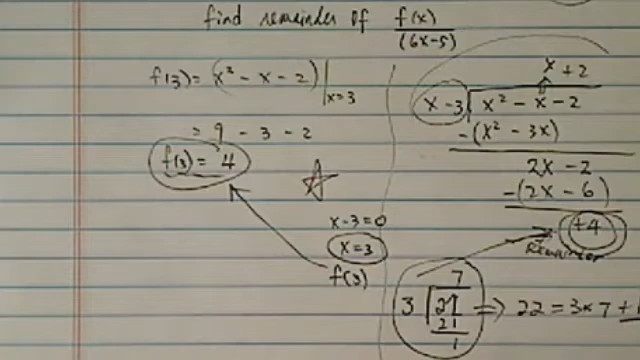 find remainder of f(x)/(6x-5)
f(3) = (x² - x - 2)|x=3
= 9 - 3 - 2
f(3) = 4
x-3=0
x=3
f(3)
x + 2
x - 3 x² - x - 2
-(x² - 3x)
2x - 2
-(2x - 6)
+4
Remainder
7
3 22 => 22 = 3×7 +1
21
1